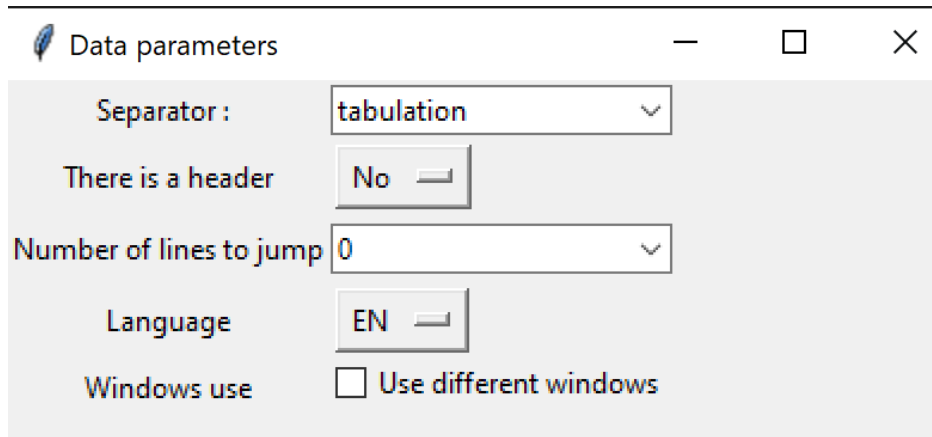 Data parameters
Separator : tabulation
There is a header No
Number of lines to jump 0
Language EN
Windows use Use different windows